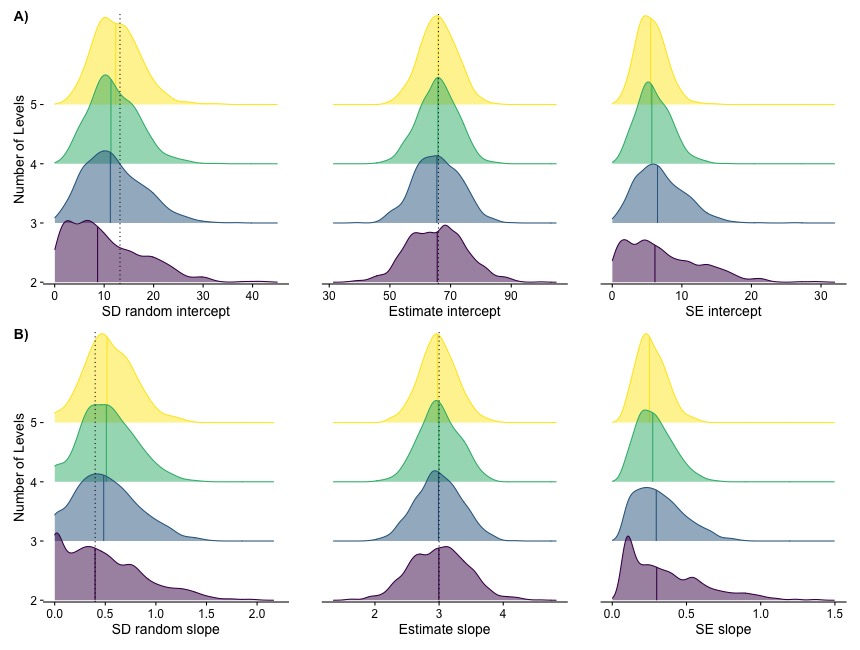 A)
Number of Levels
5
4
3
2
0 10 20 30 40
SD random intercept
30 50 70 90
Estimate intercept
0 10 20 30
SE intercept
B)
Number of Levels
5
4
3
2
0.0 0.5 1.0 1.5 2.0
SD random slope
2 3 4
Estimate slope
0.0 0.5 1.0 1.5
SE slope